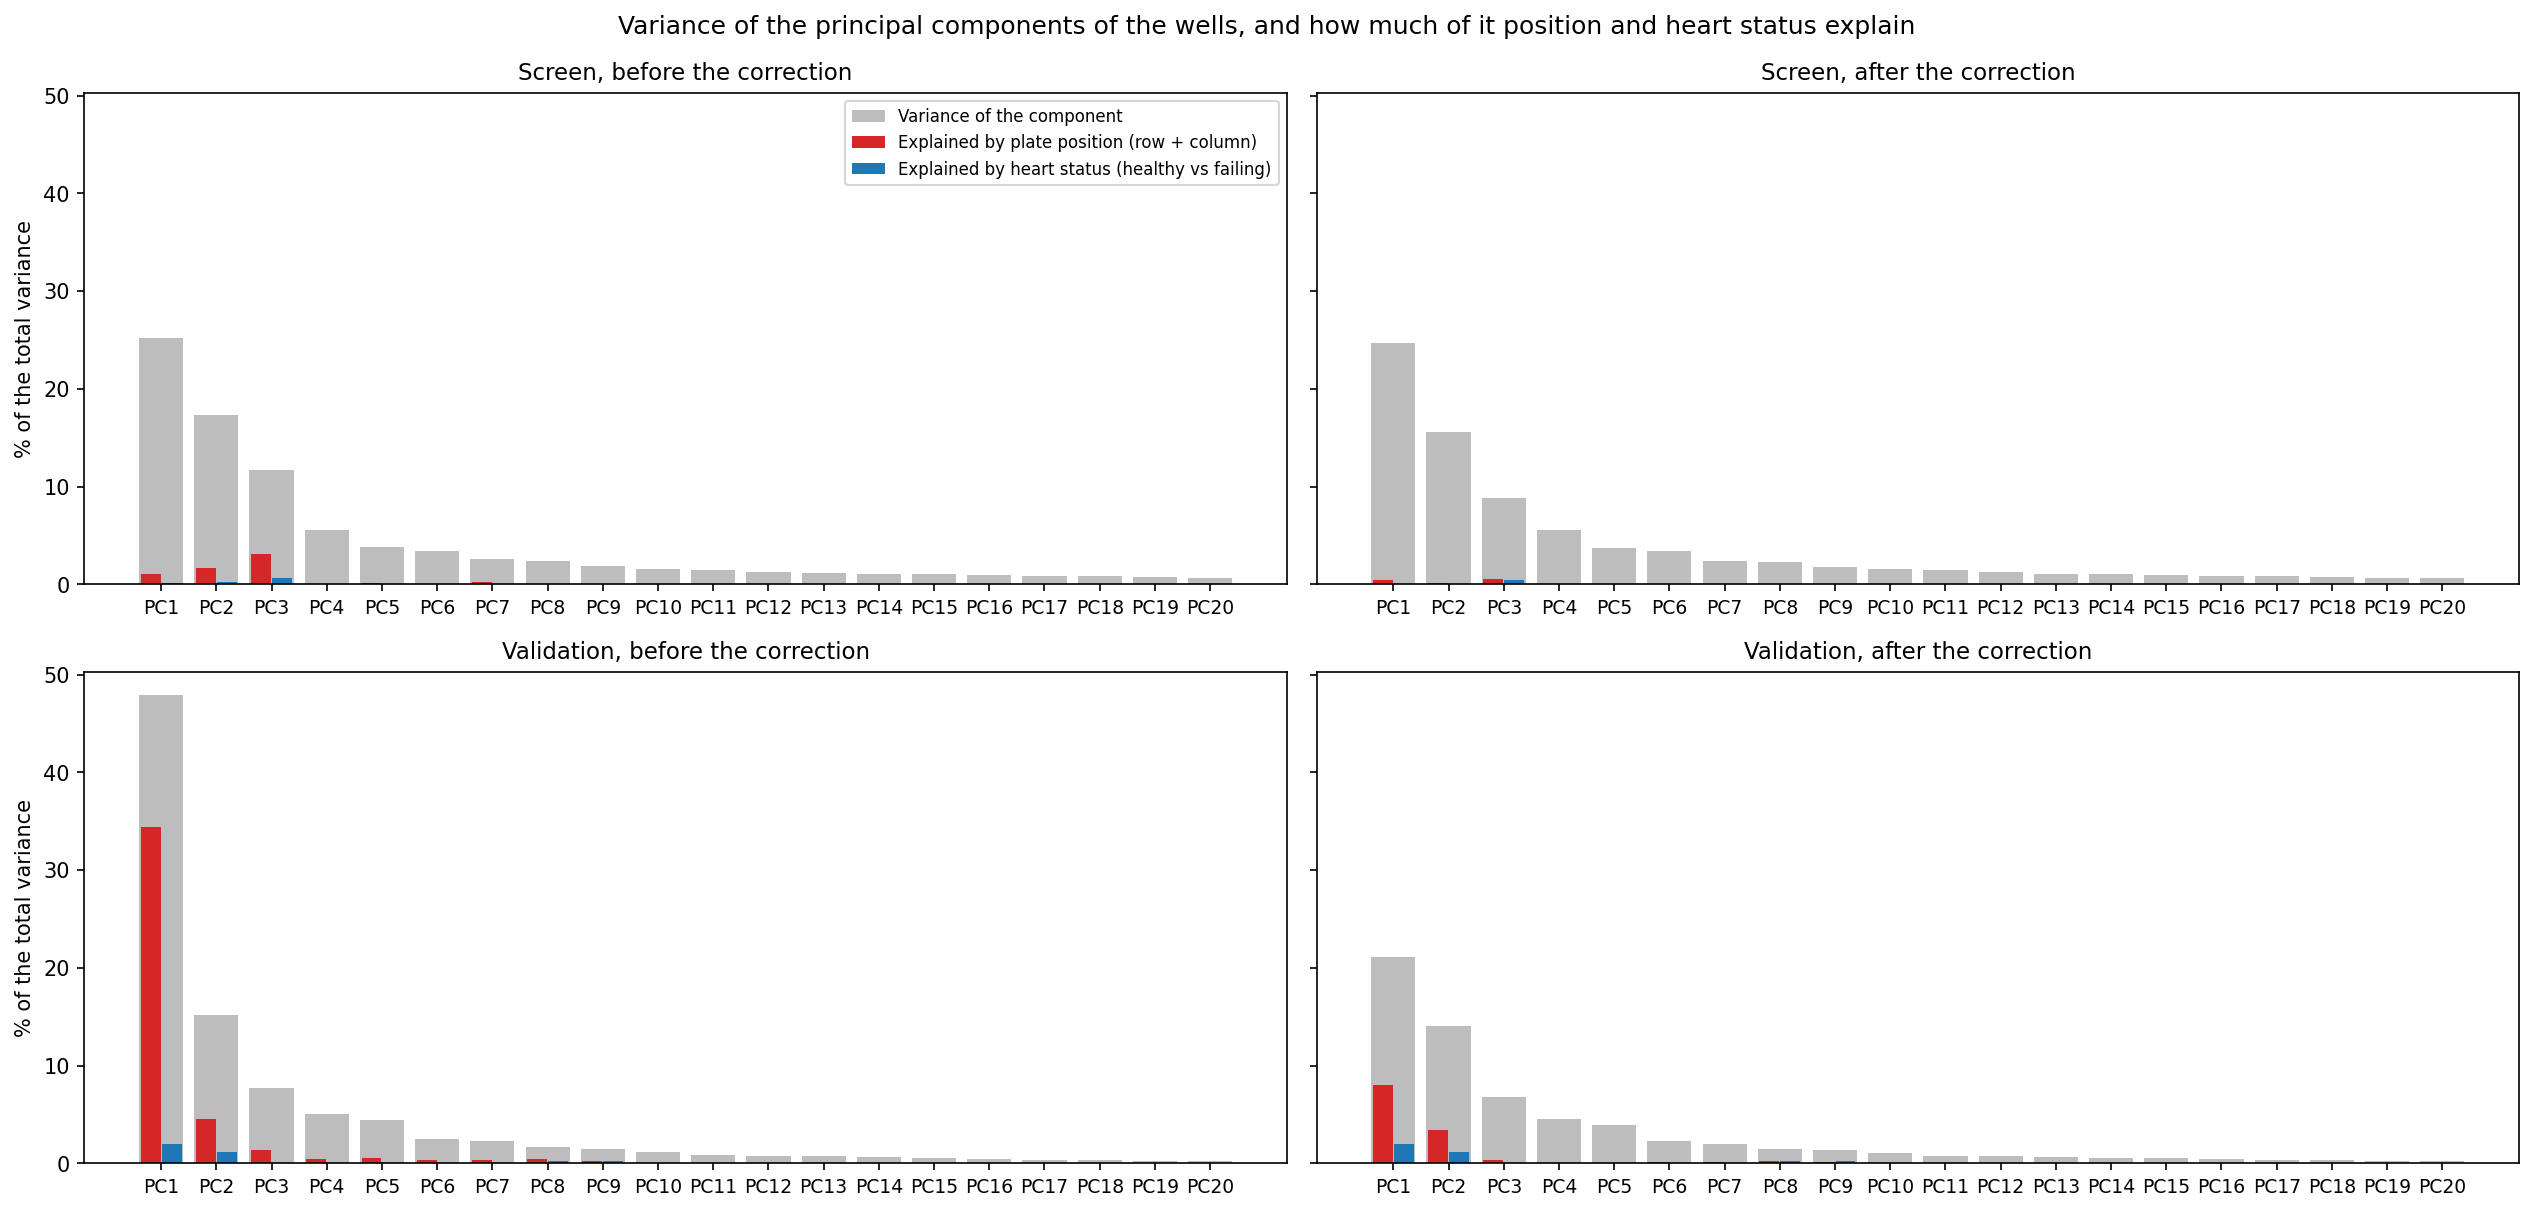 Variance of the principal components of the wells, and how much of it position and heart status explain
Screen, before the correction
% of the total variance
50
40
30
20
10
0
Variance of the component
Explained by plate position (row + column)
Explained by heart status (healthy vs failing)
PC1 PC2 PC3 PC4 PC5 PC6 PC7 PC8 PC9 PC10 PC11 PC12 PC13 PC14 PC15 PC16 PC17 PC18 PC19 PC20
Screen, after the correction
PC1 PC2 PC3 PC4 PC5 PC6 PC7 PC8 PC9 PC10 PC11 PC12 PC13 PC14 PC15 PC16 PC17 PC18 PC19 PC20
Validation, before the correction
% of the total variance
50
40
30
20
10
0
PC1 PC2 PC3 PC4 PC5 PC6 PC7 PC8 PC9 PC10 PC11 PC12 PC13 PC14 PC15 PC16 PC17 PC18 PC19 PC20
Validation, after the correction
PC1 PC2 PC3 PC4 PC5 PC6 PC7 PC8 PC9 PC10 PC11 PC12 PC13 PC14 PC15 PC16 PC17 PC18 PC19 PC20